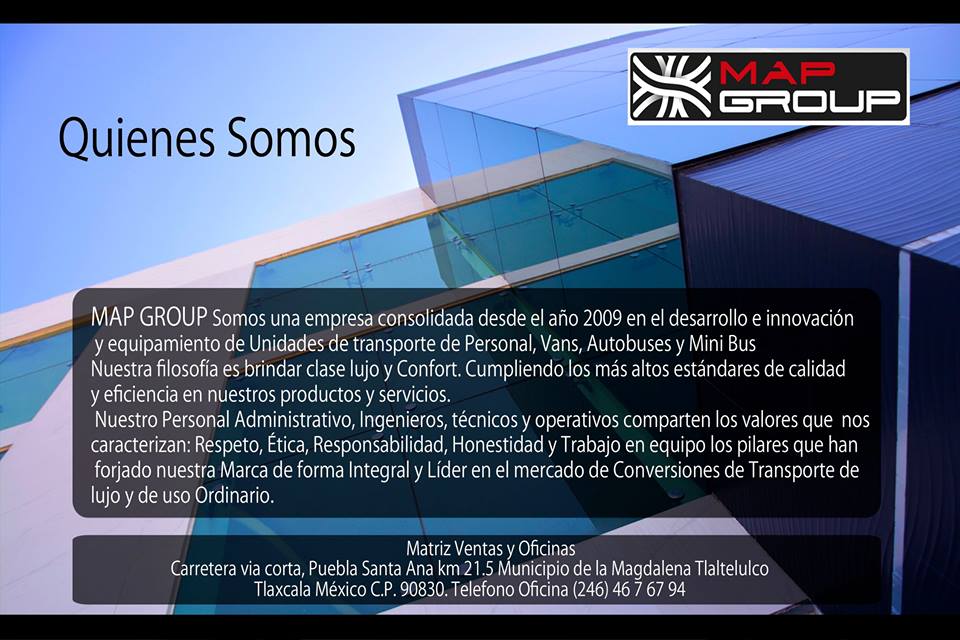 MAP
GROUP
Quienes Somos
MAP GROUP Somos una empresa consolidada desde el año 2009 en el desarrollo e innovación
y equipamiento de Unidades de transporte de Personal, Vans, Autobuses y Mini Bus
Nuestra filosofía es brindar clase lujo y Confort. Cumpliendo los más altos estándares de calidad
y eficiencia en nuestros productos y servicios.
Nuestro Personal Administrativo, Ingenieros, técnicos y operativos comparten los valores que nos
caracterizan: Respeto, Ética, Responsabilidad, Honestidad y Trabajo en equipo los pilares que han
forjado nuestra Marca de forma Integral y Líder en el mercado de Conversiones de Transporte de
lujo y de uso Ordinario.
Matriz Ventas y Oficinas
Carretera via corta, Puebla Santa Ana km 21.5 Municipio de la Magdalena Tlaltelulco
Tlaxcala México C.P. 90830. Telefono Oficina (246) 46 7 67 94